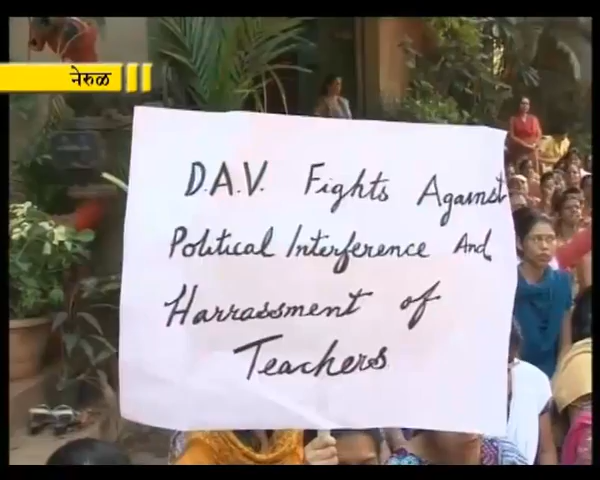 नेरुळ
D.A.V. Fights Against
Political Interference And
Harrassment of
Teachers